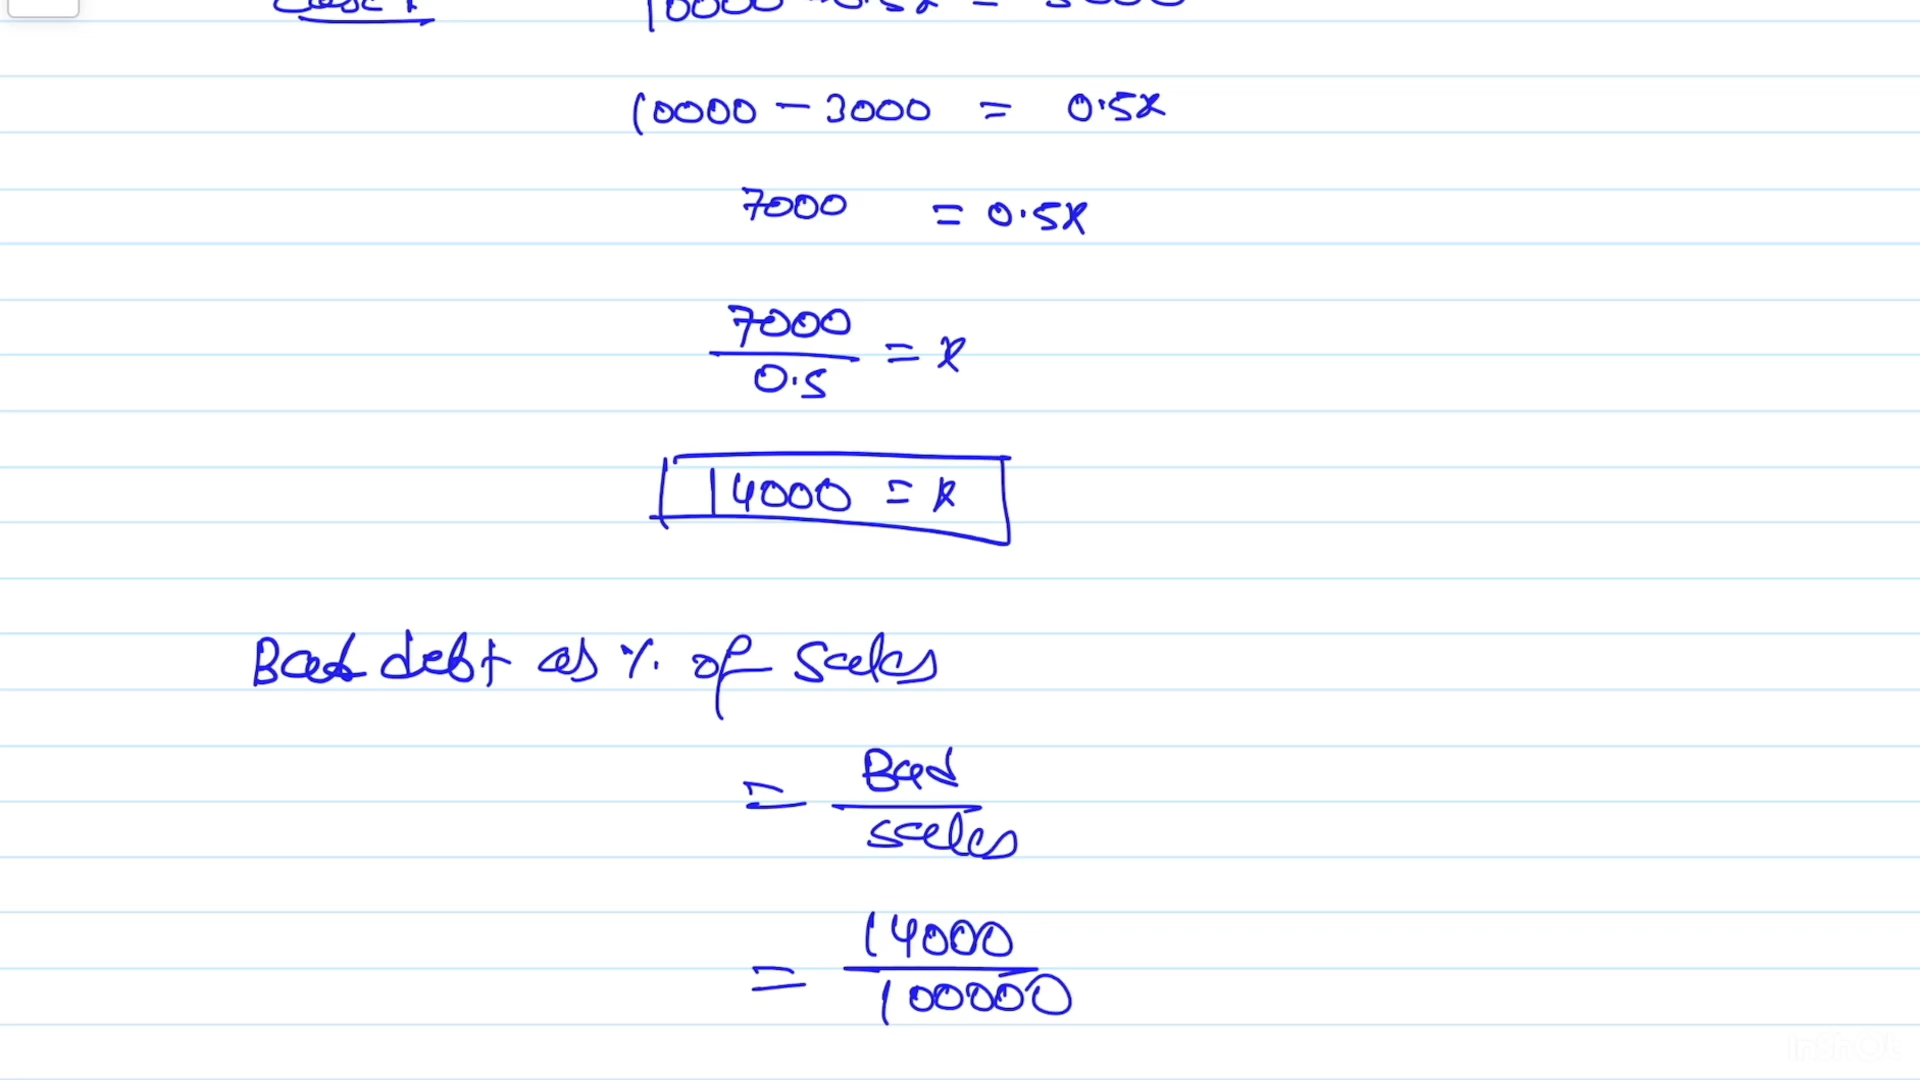 10000 - 3000 = 0.5x
7000 = 0.5x
7000
0.5
= x
14000 = x
Bad debt as % of sales
= Bad
sales
= 14000
100000